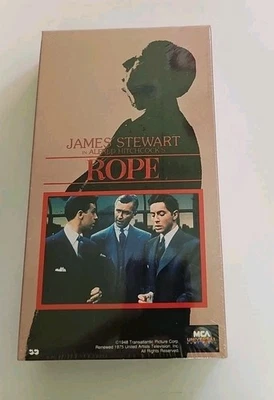 JAMES STEWART
IN ALFRED HITCHCOCK'S
ROPE
©1948 Transatlantic Picture Corp.
Renewed 1975 United Artists Television, Inc.
All Rights Reserved.
MCA